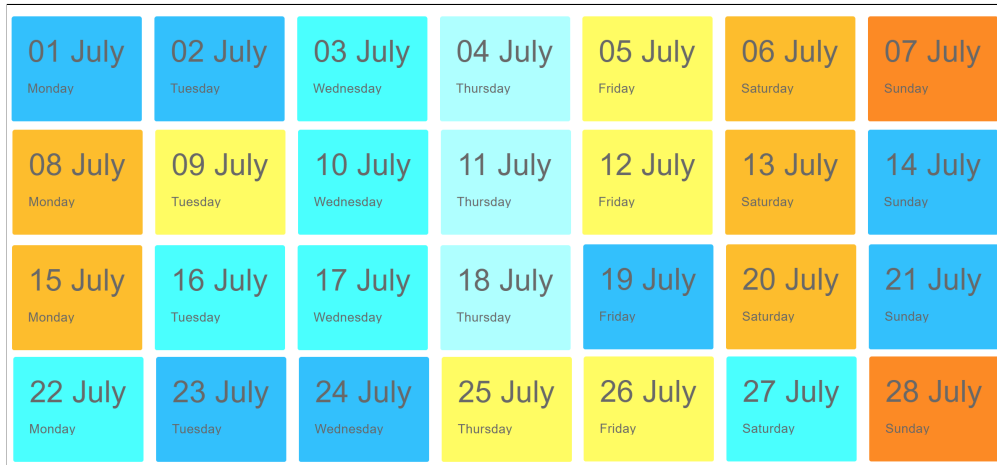 01 July
Monday
02 July
Tuesday
03 July
Wednesday
04 July
Thursday
05 July
Friday
06 July
Saturday
07 July
Sunday
08 July
Monday
09 July
Tuesday
10 July
Wednesday
11 July
Thursday
12 July
Friday
13 July
Saturday
14 July
Sunday
15 July
Monday
16 July
Tuesday
17 July
Wednesday
18 July
Thursday
19 July
Friday
20 July
Saturday
21 July
Sunday
22 July
Monday
23 July
Tuesday
24 July
Wednesday
25 July
Thursday
26 July
Friday
27 July
Saturday
28 July
Sunday